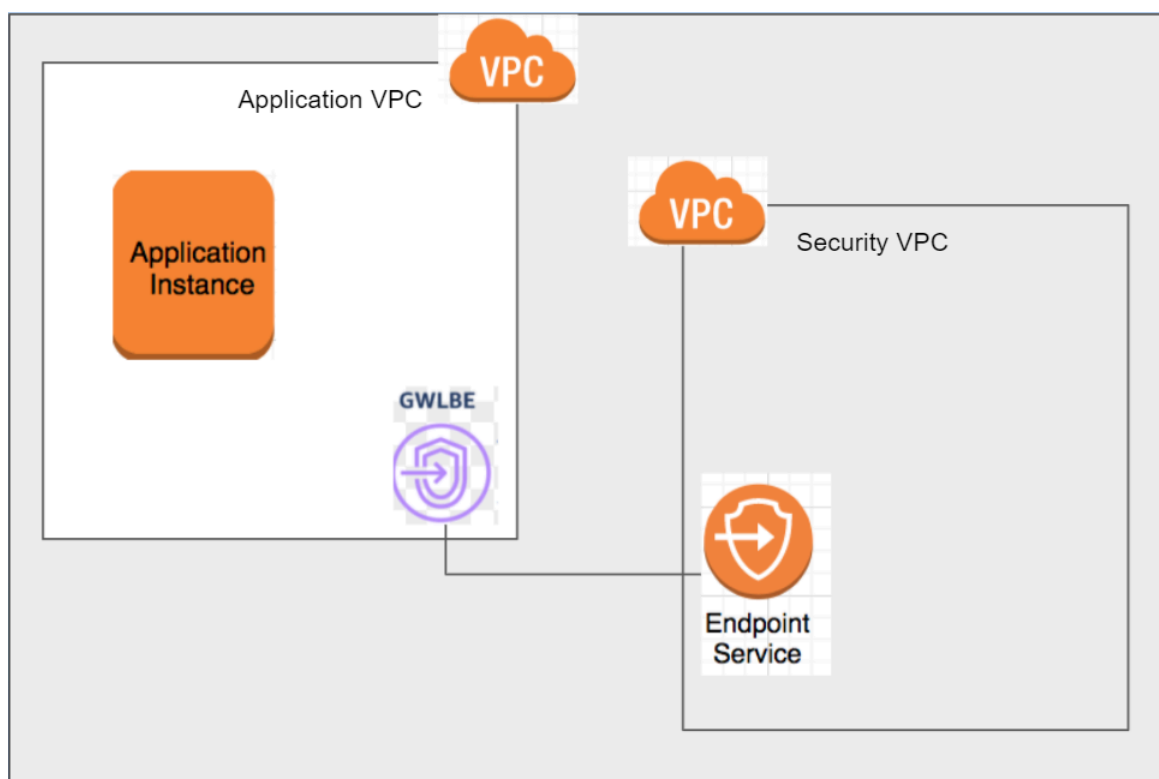 VPC
Application VPC
Application
Instance
GWLBE
VPC
Security VPC
Endpoint
Service